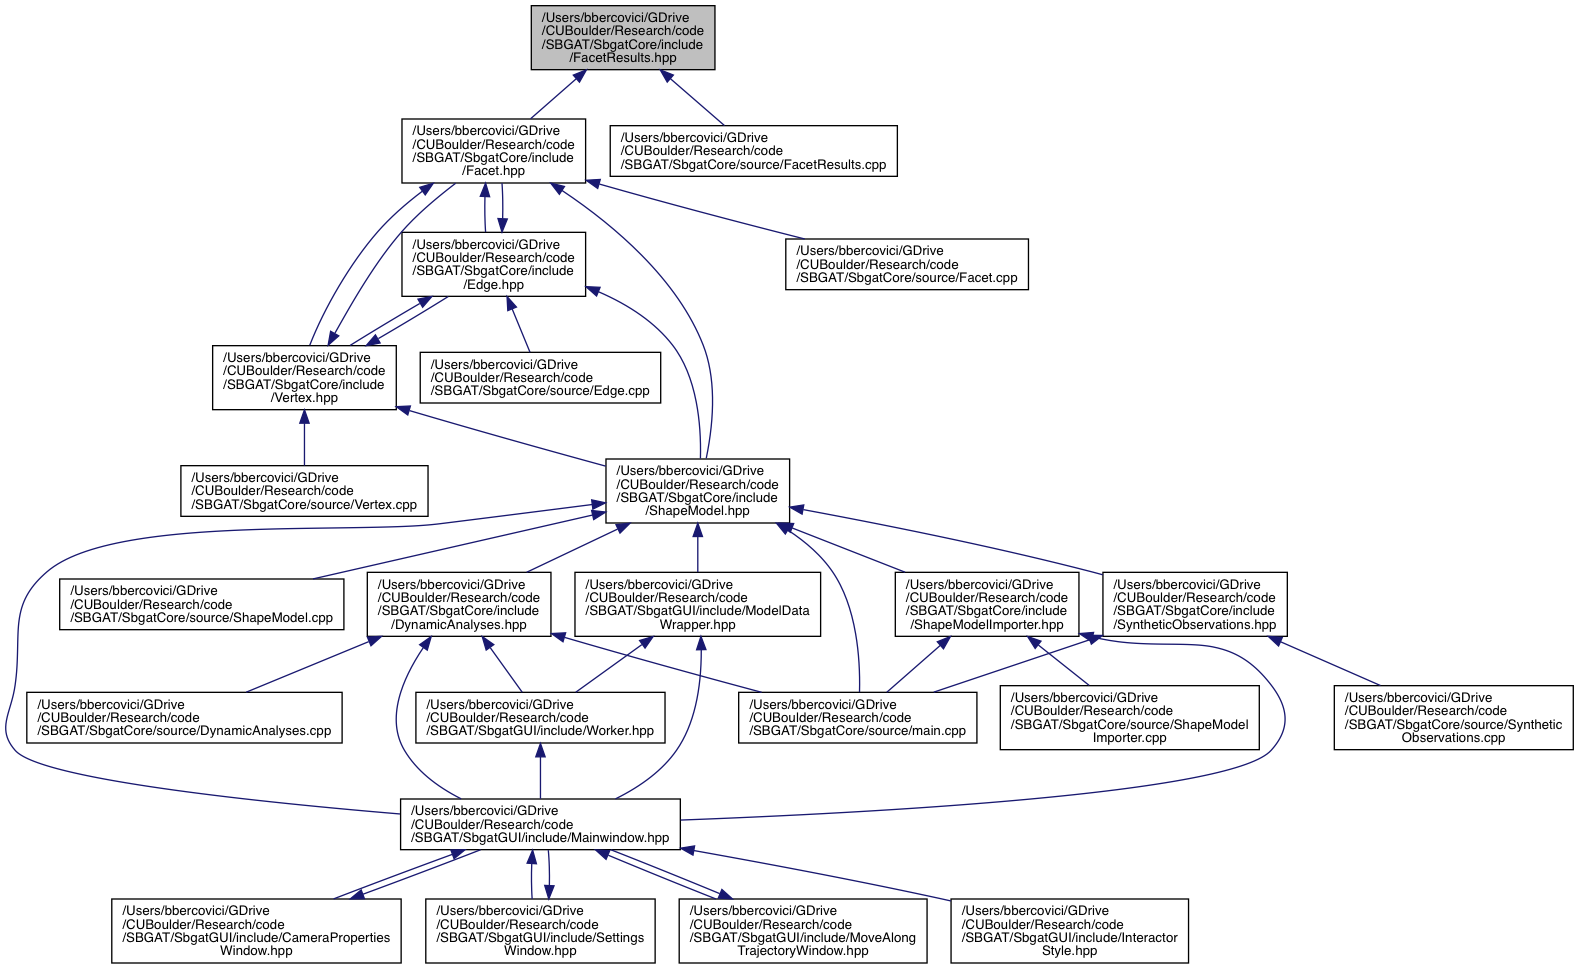 /Users/bbercovici/GDrive
/CUBoulder/Research/code
/SBGAT/SbgatCore/include
/FacetResults.hpp
/Users/bbercovici/GDrive
/CUBoulder/Research/code
/SBGAT/SbgatCore/include
/Facet.hpp
/Users/bbercovici/GDrive
/CUBoulder/Research/code
/SBGAT/SbgatCore/source/FacetResults.cpp
/Users/bbercovici/GDrive
/CUBoulder/Research/code
/SBGAT/SbgatCore/include
/Edge.hpp
/Users/bbercovici/GDrive
/CUBoulder/Research/code
/SBGAT/SbgatCore/source/Facet.cpp
/Users/bbercovici/GDrive
/CUBoulder/Research/code
/SBGAT/SbgatCore/include
/Vertex.hpp
/Users/bbercovici/GDrive
/CUBoulder/Research/code
/SBGAT/SbgatCore/source/Edge.cpp
/Users/bbercovici/GDrive
/CUBoulder/Research/code
/SBGAT/SbgatCore/source/Vertex.cpp
/Users/bbercovici/GDrive
/CUBoulder/Research/code
/SBGAT/SbgatCore/include
/ShapeModel.hpp
/Users/bbercovici/GDrive
/CUBoulder/Research/code
/SBGAT/SbgatCore/source/ShapeModel.cpp
/Users/bbercovici/GDrive
/CUBoulder/Research/code
/SBGAT/SbgatCore/include
/DynamicAnalyses.hpp
/Users/bbercovici/GDrive
/CUBoulder/Research/code
/SBGAT/SbgatGUI/include/ModelData
Wrapper.hpp
/Users/bbercovici/GDrive
/CUBoulder/Research/code
/SBGAT/SbgatCore/include
/ShapeModelImporter.hpp
/Users/bbercovici/GDrive
/CUBoulder/Research/code
/SBGAT/SbgatCore/include
/SyntheticObservations.hpp
/Users/bbercovici/GDrive
/CUBoulder/Research/code
/SBGAT/SbgatCore/source/DynamicAnalyses.cpp
/Users/bbercovici/GDrive
/CUBoulder/Research/code
/SBGAT/SbgatGUI/include/Worker.hpp
/Users/bbercovici/GDrive
/CUBoulder/Research/code
/SBGAT/SbgatCore/source/main.cpp
/Users/bbercovici/GDrive
/CUBoulder/Research/code
/SBGAT/SbgatCore/source/ShapeModel
Importer.cpp
/Users/bbercovici/GDrive
/CUBoulder/Research/code
/SBGAT/SbgatCore/source/Synthetic
Observations.cpp
/Users/bbercovici/GDrive
/CUBoulder/Research/code
/SBGAT/SbgatGUI/include/Mainwindow.hpp
/Users/bbercovici/GDrive
/CUBoulder/Research/code
/SBGAT/SbgatGUI/include/CameraProperties
Window.hpp
/Users/bbercovici/GDrive
/CUBoulder/Research/code
/SBGAT/SbgatGUI/include/Settings
Window.hpp
/Users/bbercovici/GDrive
/CUBoulder/Research/code
/SBGAT/SbgatGUI/include/MoveAlong
TrajectoryWindow.hpp
/Users/bbercovici/GDrive
/CUBoulder/Research/code
/SBGAT/SbgatGUI/include/Interactor
Style.hpp